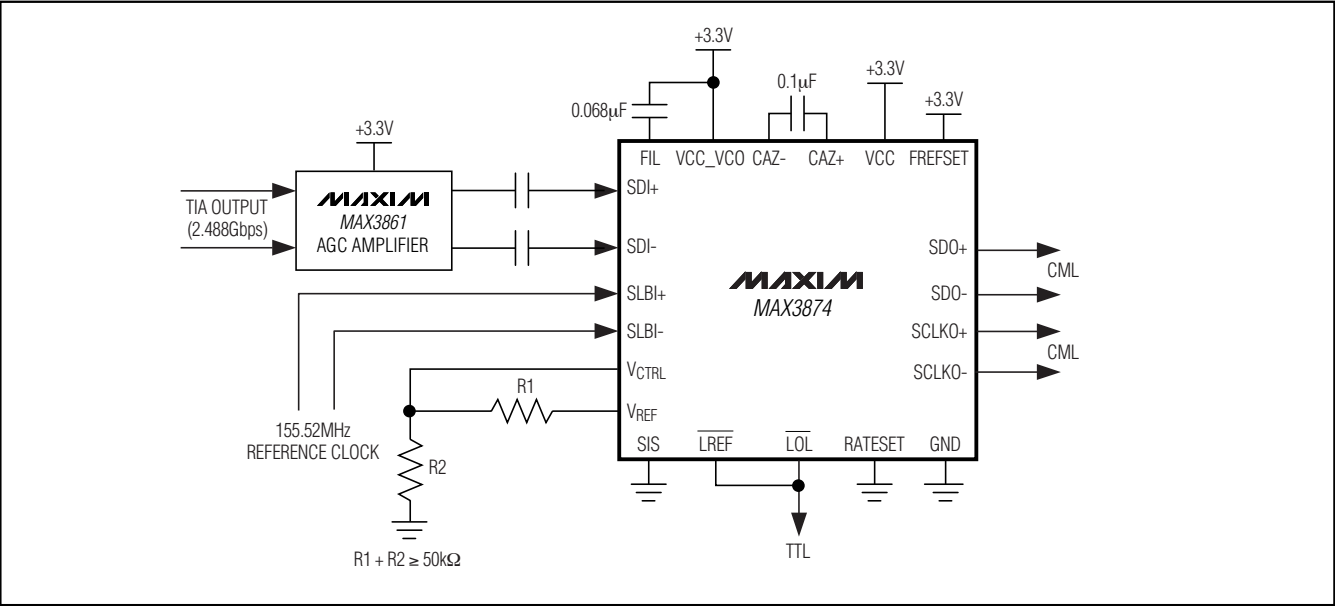 +3.3V
+3.3V
0.1μF
+3.3V
0.068μF
+3.3V
FIL VCC_VCO CAZ- CAZ+ VCC FREFSET
TIA OUTPUT
(2.488Gbps)
MAXIM
MAX3861
AGC AMPLIFIER
SDI+
SDI-
SLBI+
SLBI-
VCTRL
VREF
MAXIM
MAX3874
SDO+
SDO-
CML
SCLKO+
SCLKO-
CML
R1
155.52MHz
REFERENCE CLOCK
R2
SIS LREF LOL RATESET GND
TTL
R1 + R2 ≥ 50kΩ